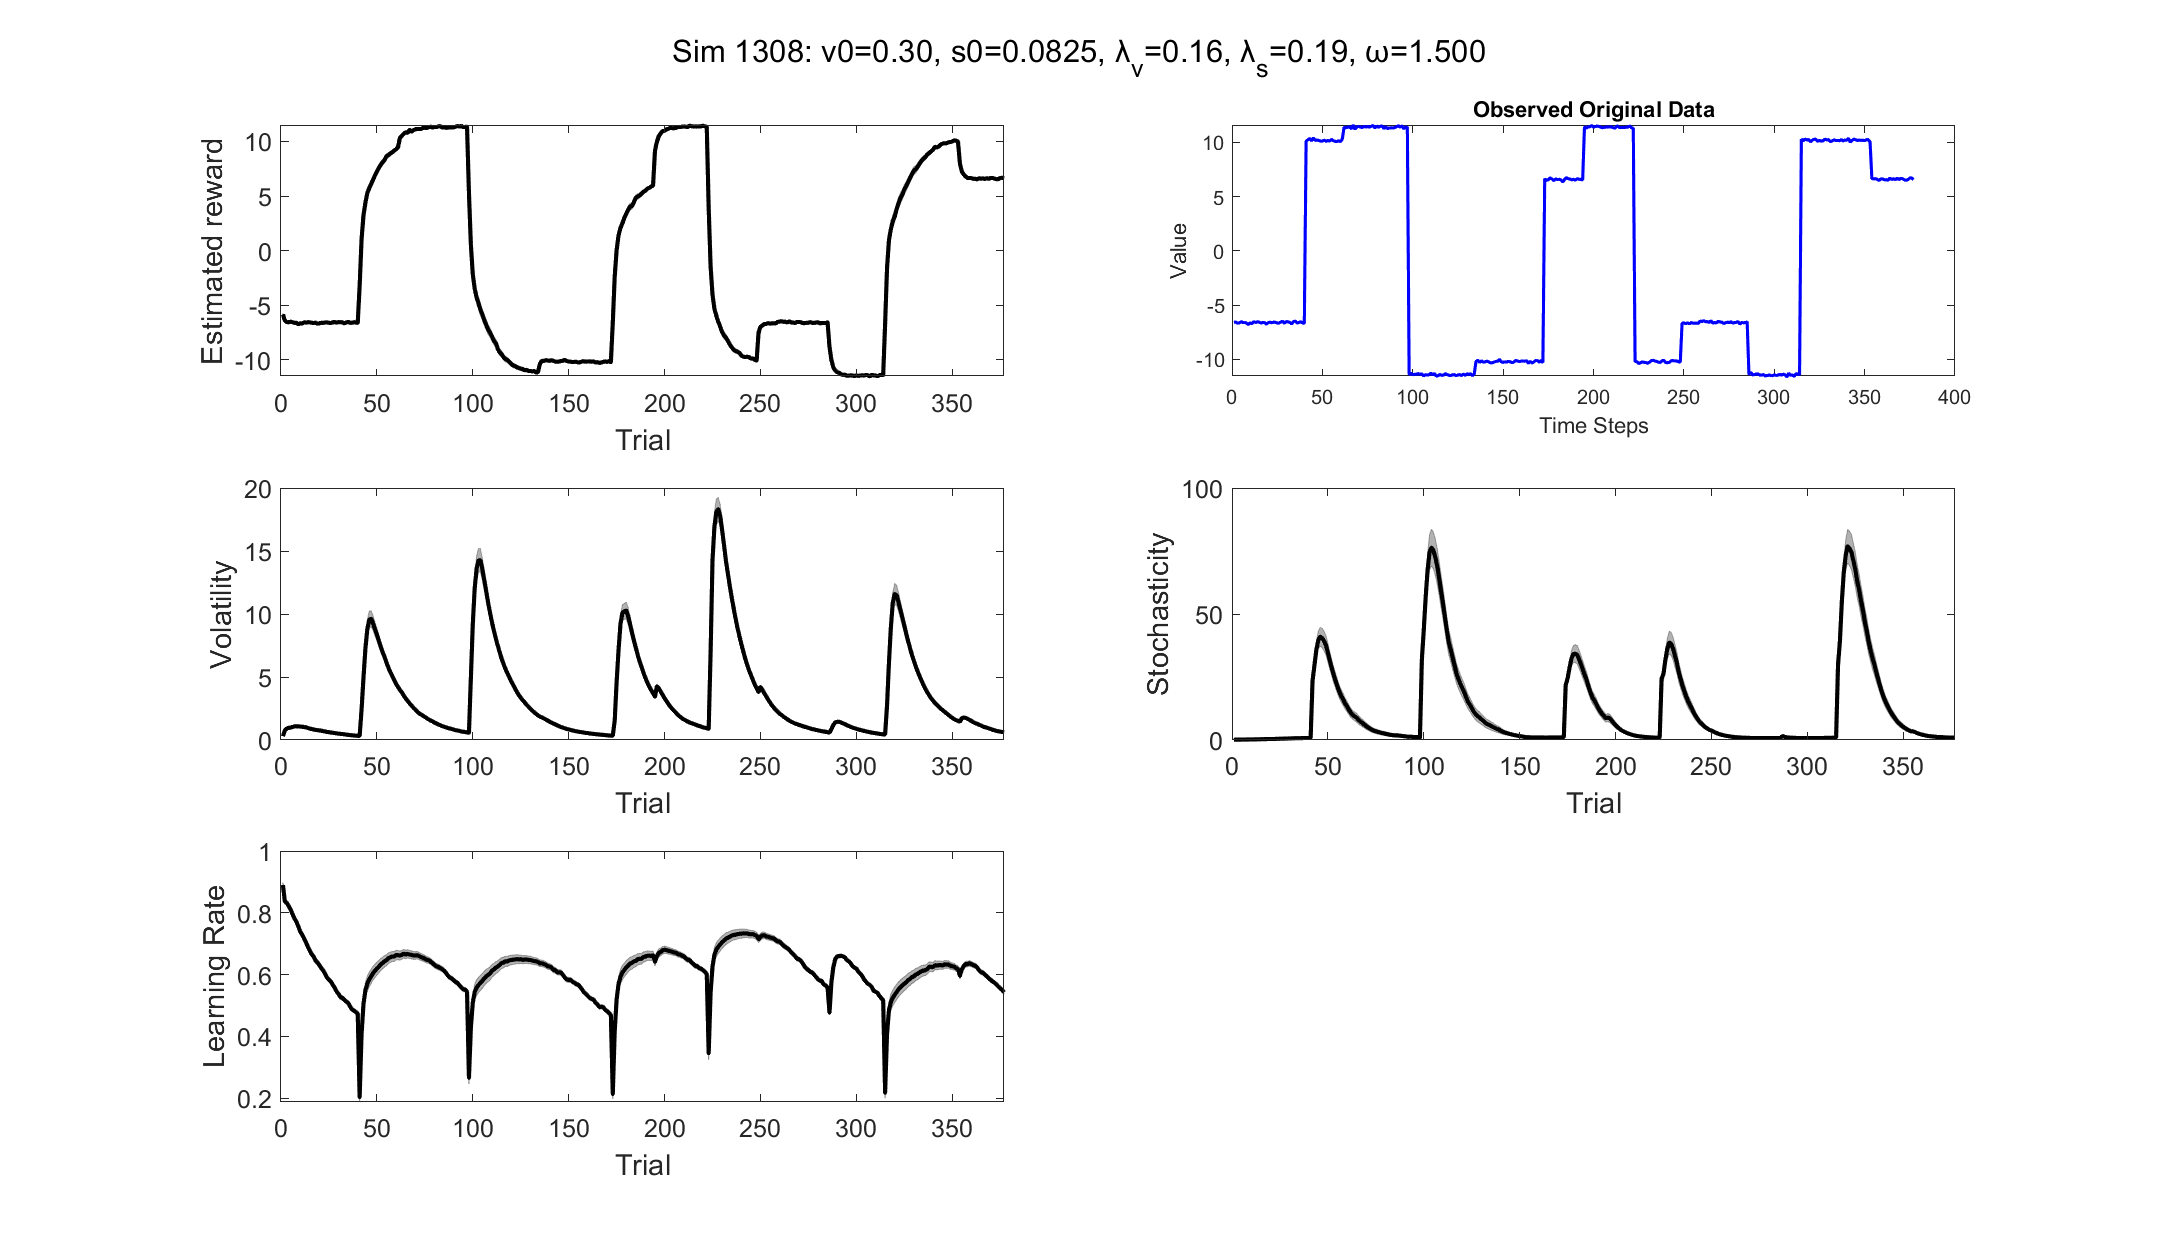 Sim 1308: v0=0.30, s0=0.0825, λv=0.16, λs=0.19, ω=1.500
Estimated reward
10
5
0
-5
-10
0 50 100 150 200 250 300 350
Trial
Observed Original Data
Value
10
5
0
-5
-10
0 50 100 150 200 250 300 350 400
Time Steps
Volatility
20
15
10
5
0
0 50 100 150 200 250 300 350
Trial
Stochasticity
100
50
0
0 50 100 150 200 250 300 350
Trial
Learning Rate
1
0.8
0.6
0.4
0.2
0 50 100 150 200 250 300 350
Trial